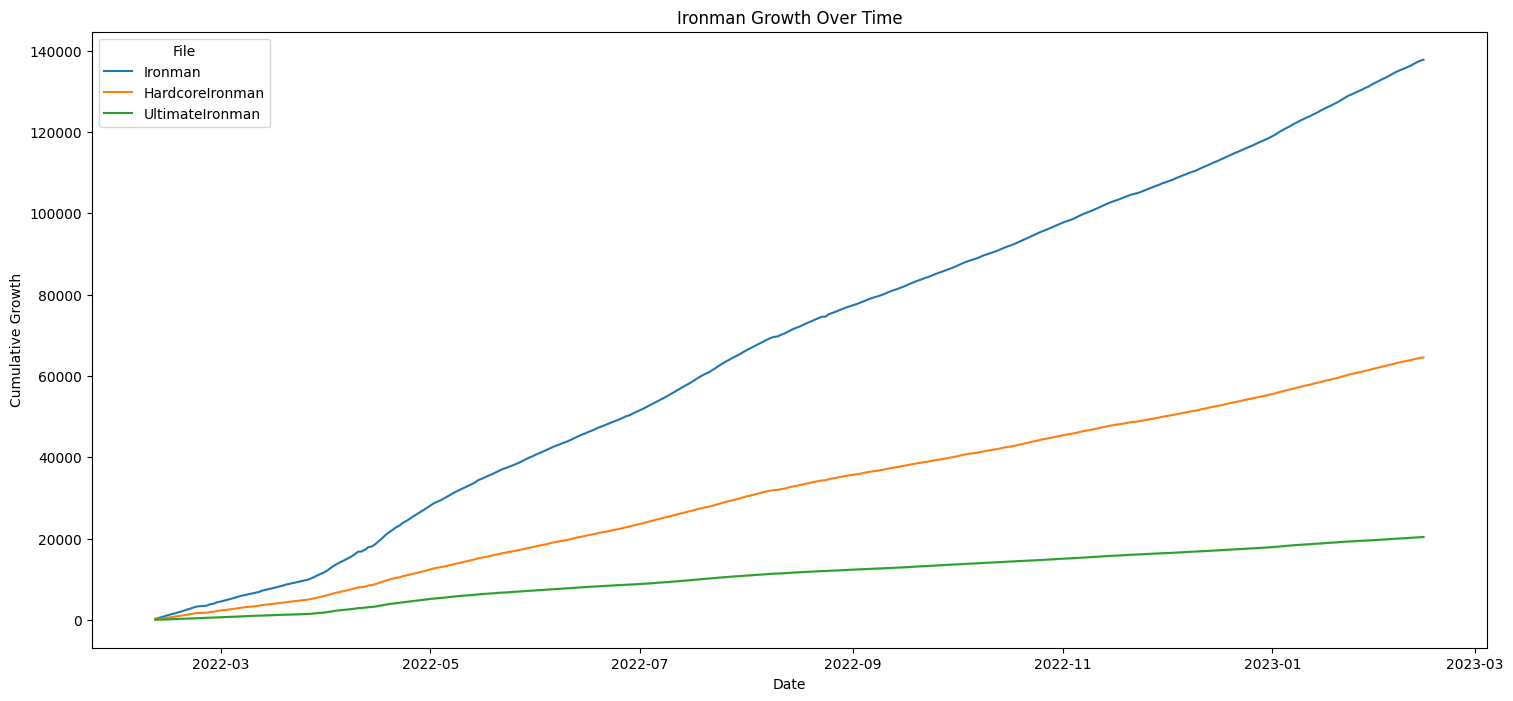 Ironman Growth Over Time
File
Ironman
HardcoreIronman
UltimateIronman
Cumulative Growth
140000
120000
100000
80000
60000
40000
20000
0
2022-03 2022-05 2022-07 2022-09 2022-11 2023-01 2023-03
Date